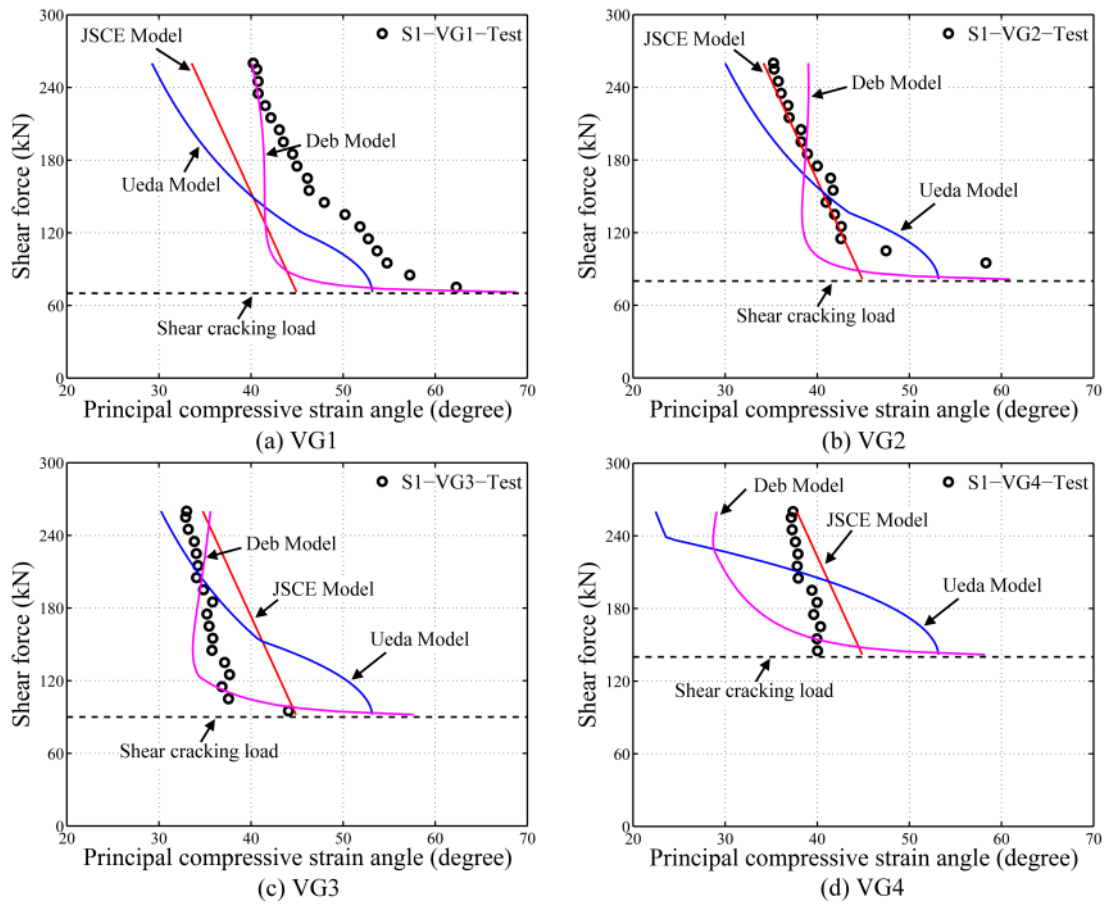 300
240
180
120
60
0
Shear force (kN)
JSCE Model
S1−VG1−Test
Deb Model
Ueda Model
Shear cracking load
20 30 40 50 60 70
Principal compressive strain angle (degree)
(a) VG1
300
240
180
120
60
0
Shear force (kN)
JSCE Model
S1−VG2−Test
Deb Model
Ueda Model
Shear cracking load
20 30 40 50 60 70
Principal compressive strain angle (degree)
(b) VG2
300
240
180
120
60
0
Shear force (kN)
S1−VG3−Test
Deb Model
JSCE Model
Ueda Model
Shear cracking load
20 30 40 50 60 70
Principal compressive strain angle (degree)
(c) VG3
300
240
180
120
60
0
Shear force (kN)
Deb Model
S1−VG4−Test
JSCE Model
Ueda Model
Shear cracking load
20 30 40 50 60 70
Principal compressive strain angle (degree)
(d) VG4